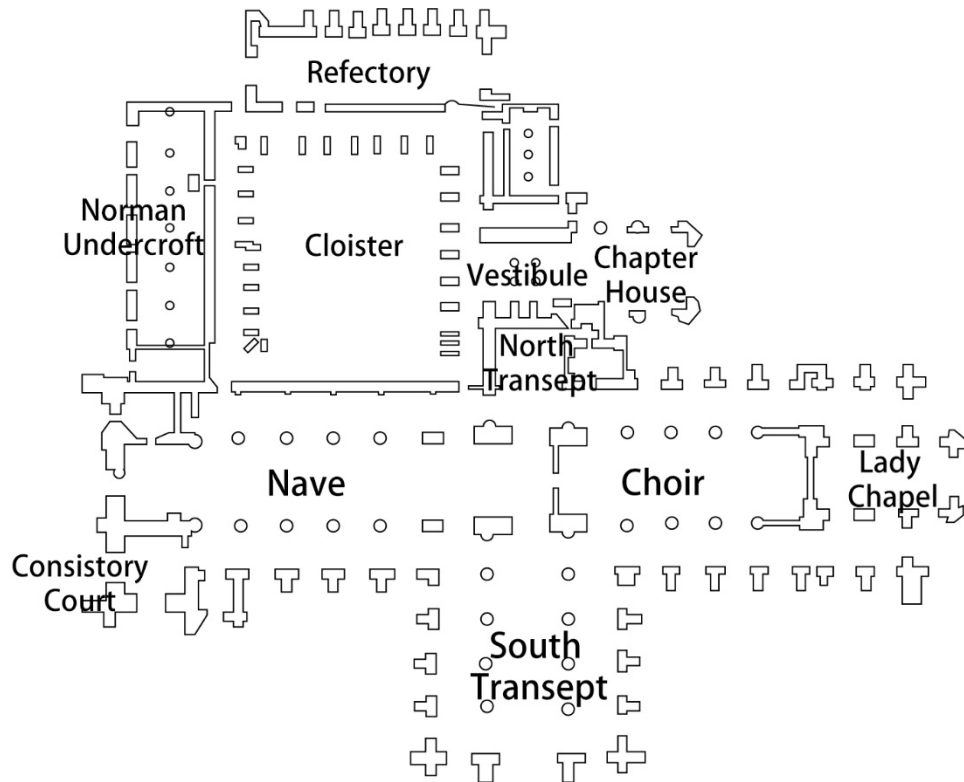 Refectory
Norman
Undercroft
Cloister
Vestibule
Chapter
House
North
Transept
Nave
Choir
Lady
Chapel
Consistory
Court
South
Transept